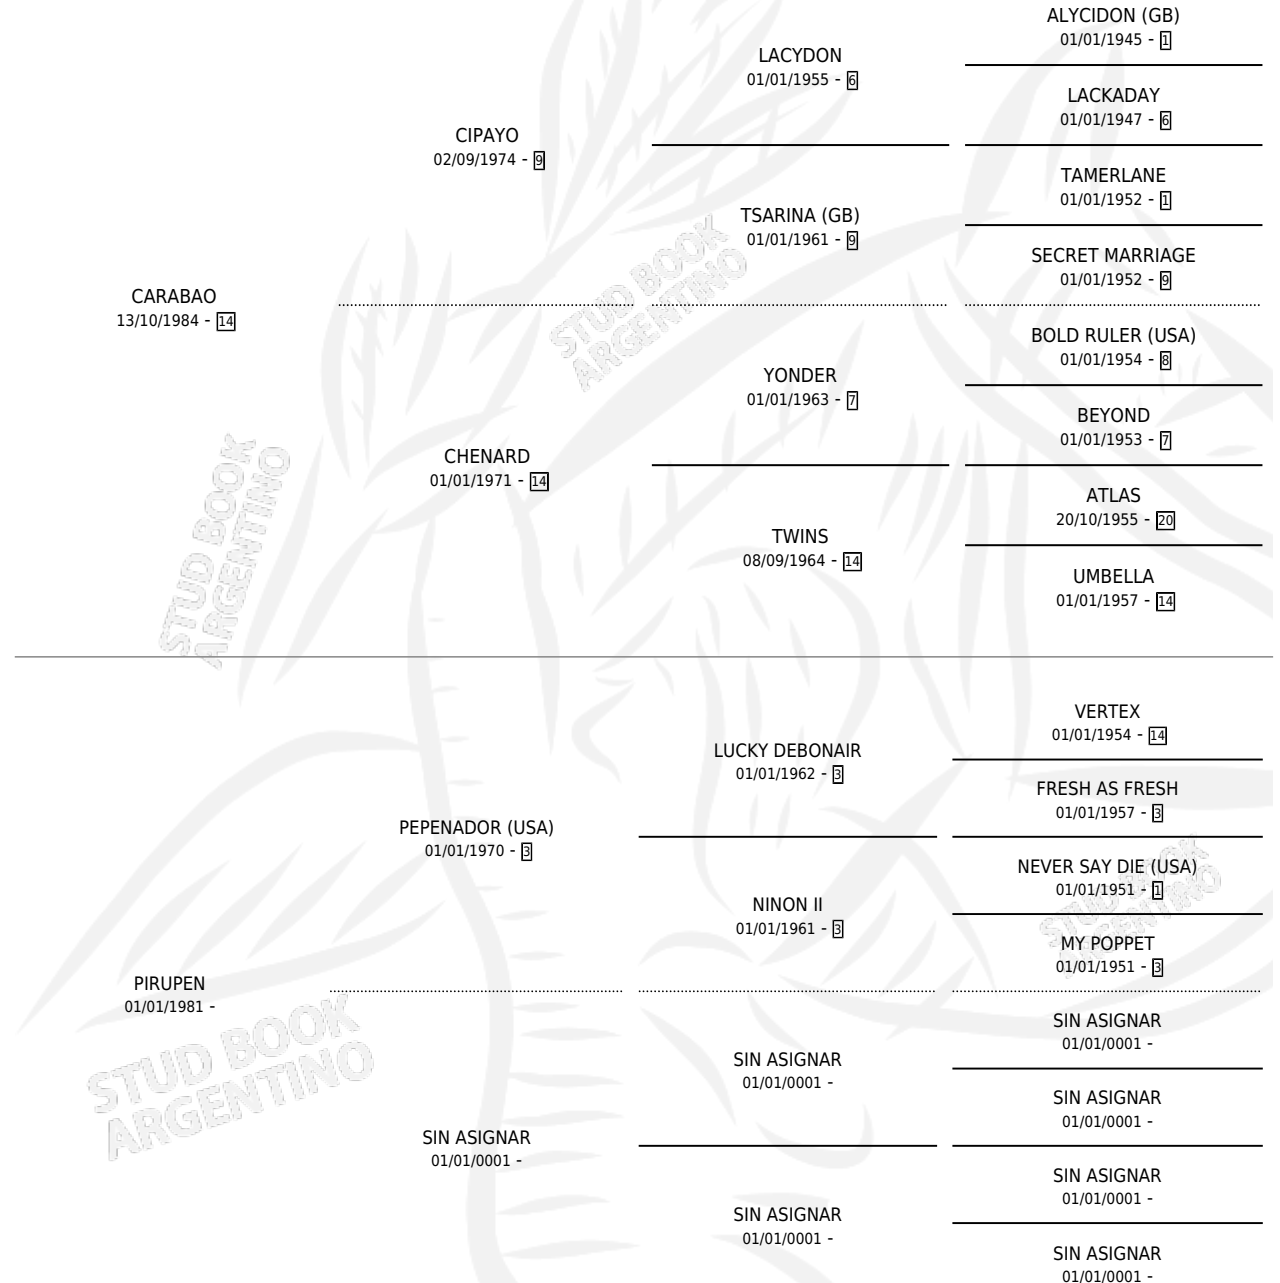 ALYCIDON (GB)
01/01/1945 - 1
LACYDON
01/01/1955 - 6
LACKADAY
01/01/1947 - 6
CIPAYO
02/09/1974 - 9
TAMERLANE
01/01/1952 - 1
TSARINA (GB)
01/01/1961 - 9
SECRET MARRIAGE
01/01/1952 - 9
CARABAO
13/10/1984 - 14
STUD BOOK
ARGENTINO
BOLD RULER (USA)
01/01/1954 - 8
YONDER
01/01/1963 - 7
BEYOND
01/01/1953 - 7
CHENARD
01/01/1971 - 14
ATLAS
20/10/1955 - 20
TWINS
08/09/1964 - 14
UMBELLA
01/01/1957 - 14
STUD BOOK
ARGENTINO
VERTEX
01/01/1954 - 14
LUCKY DEBONAIR
01/01/1962 - 3
FRESH AS FRESH
01/01/1957 - 3
PEPENADOR (USA)
01/01/1970 - 3
NEVER SAY DIE (USA)
01/01/1951 - 1
NINON II
01/01/1961 - 3
MY POPPET
01/01/1951 - 3
STUD BOOK
ARGENTINO
PIRUPEN
01/01/1981 -
SIN ASIGNAR
01/01/0001 -
SIN ASIGNAR
01/01/0001 -
SIN ASIGNAR
01/01/0001 -
STUD BOOK
ARGENTINO
SIN ASIGNAR
01/01/0001 -
SIN ASIGNAR
01/01/0001 -
SIN ASIGNAR
01/01/0001 -
SIN ASIGNAR
01/01/0001 -